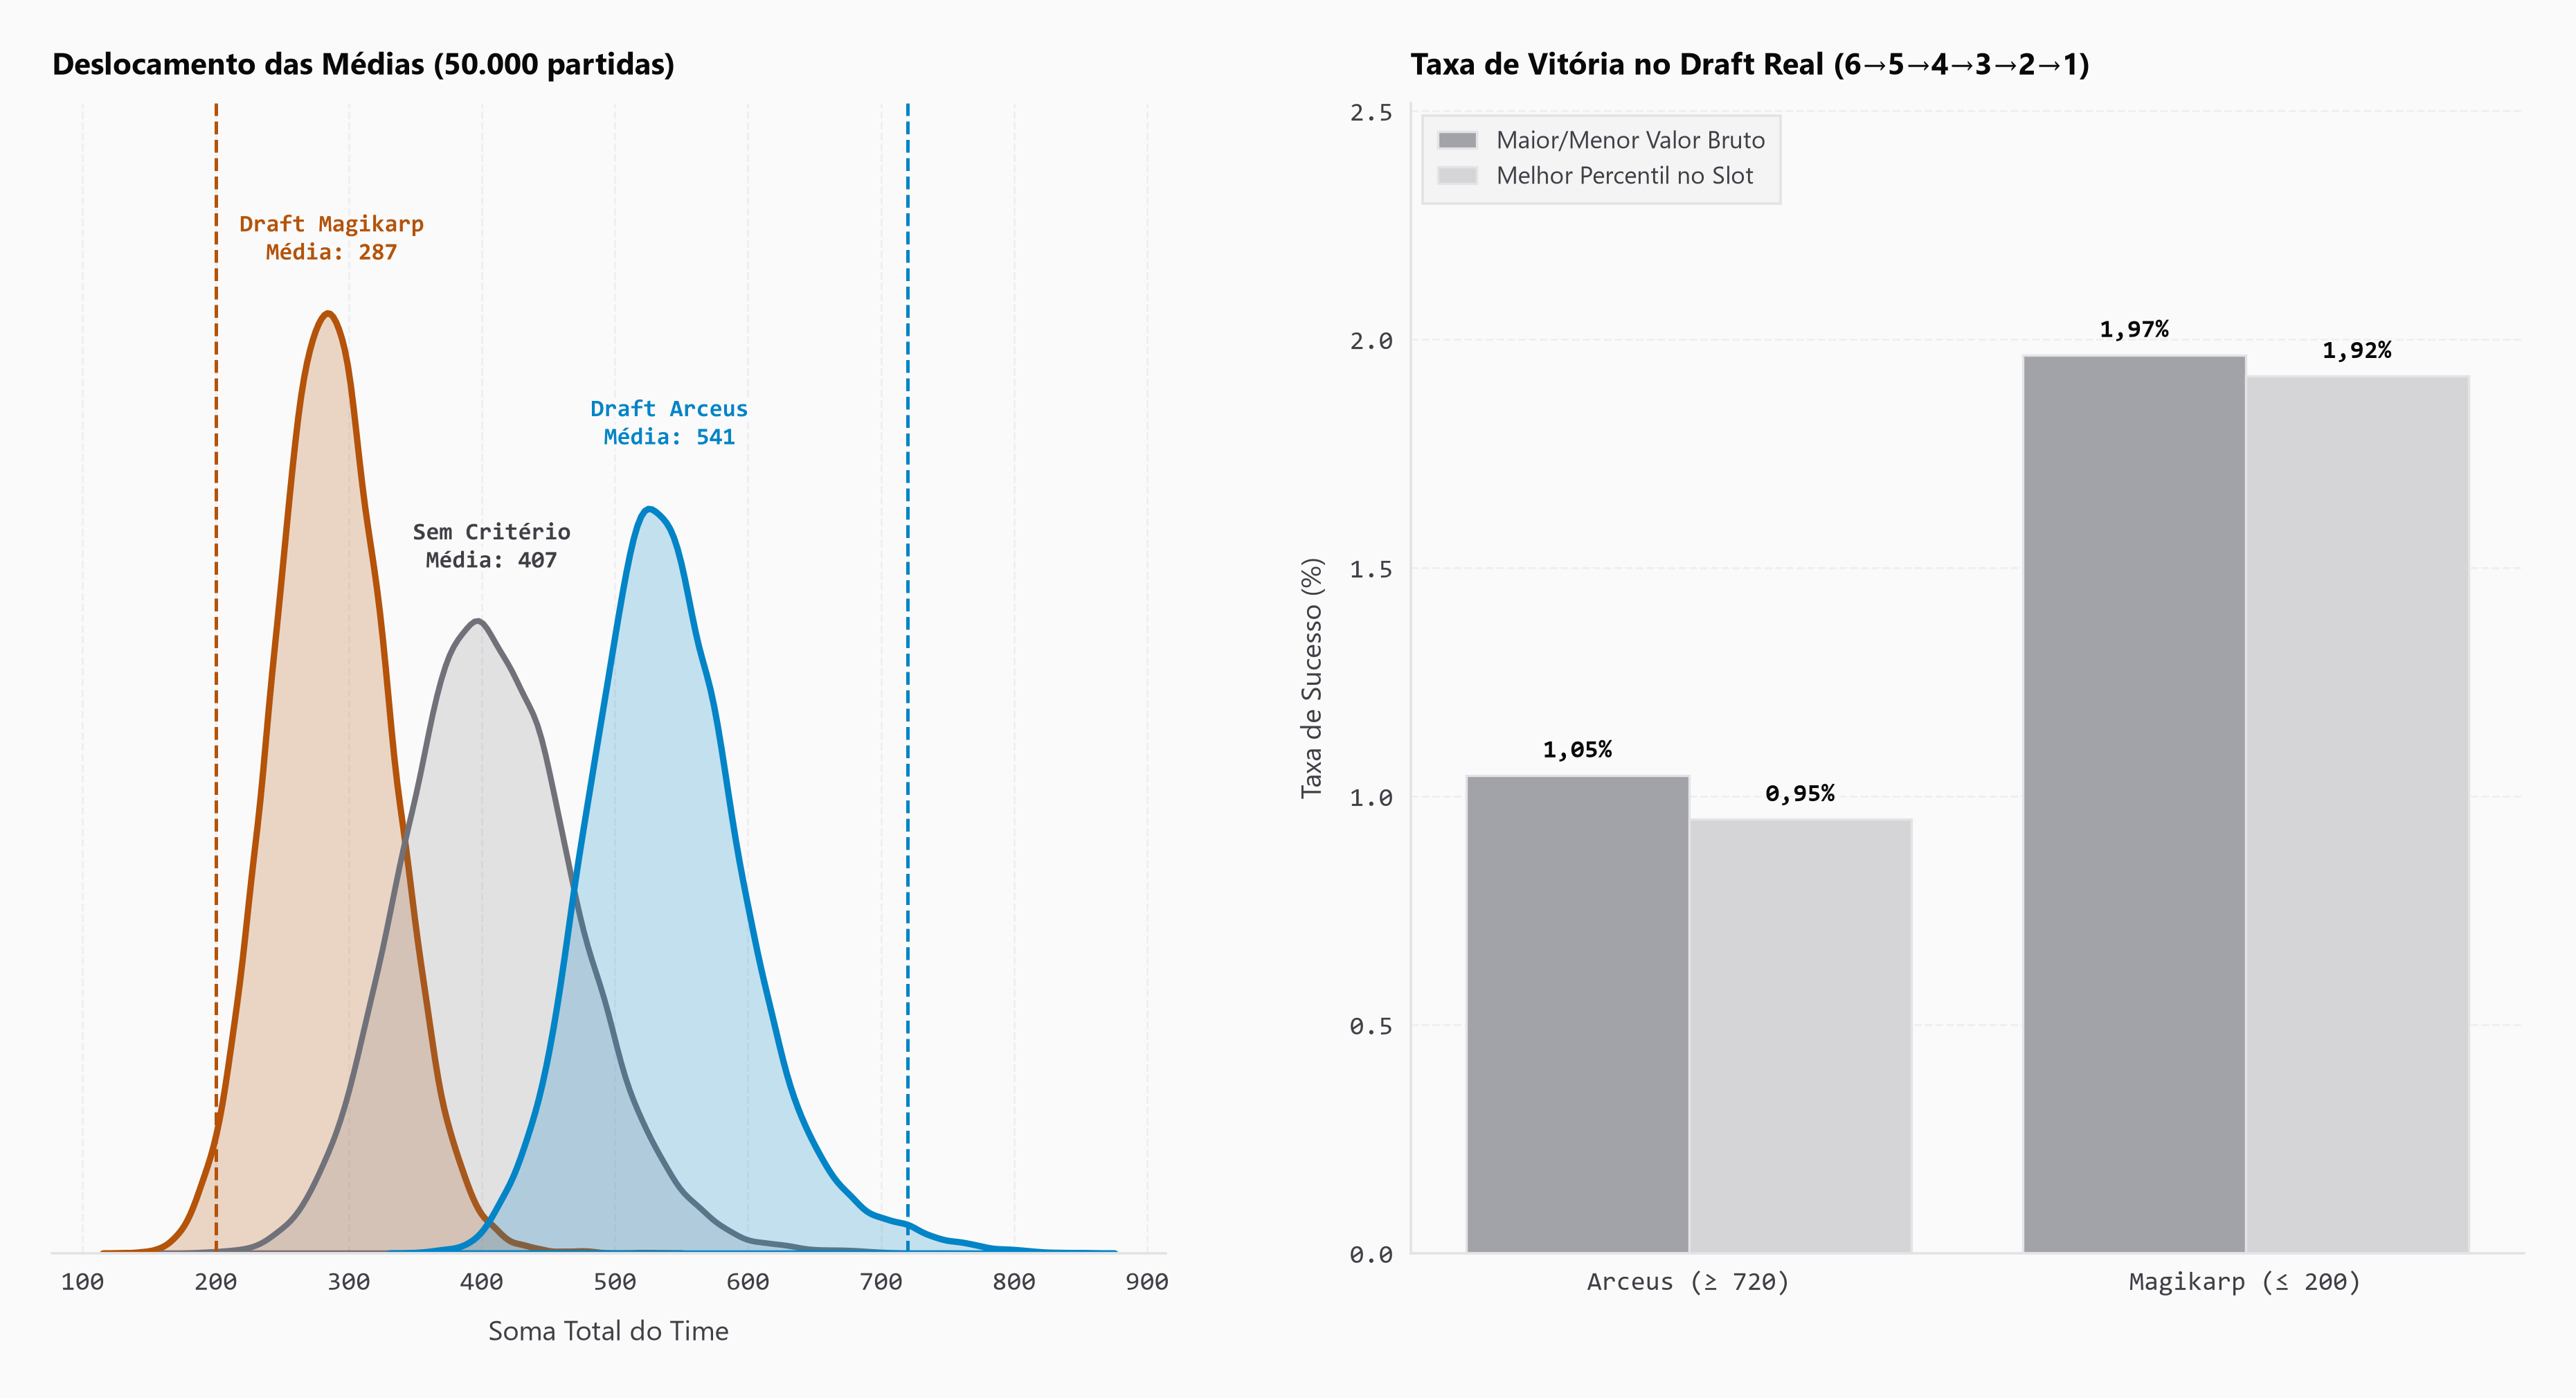 Deslocamento das Médias (50.000 partidas)
Draft Magikarp
Média: 287
Draft Arceus
Média: 541
Sem Critério
Média: 407
100 200 300 400 500 600 700 800 900
Soma Total do Time
Taxa de Vitória no Draft Real (6→5→4→3→2→1)
Maior/Menor Valor Bruto
Melhor Percentil no Slot
Taxa de Sucesso (%)
2.5
2.0
1.5
1.0
0.5
0.0
1,05%
0,95%
1,97%
1,92%
Arceus (≥ 720)
Magikarp (≤ 200)